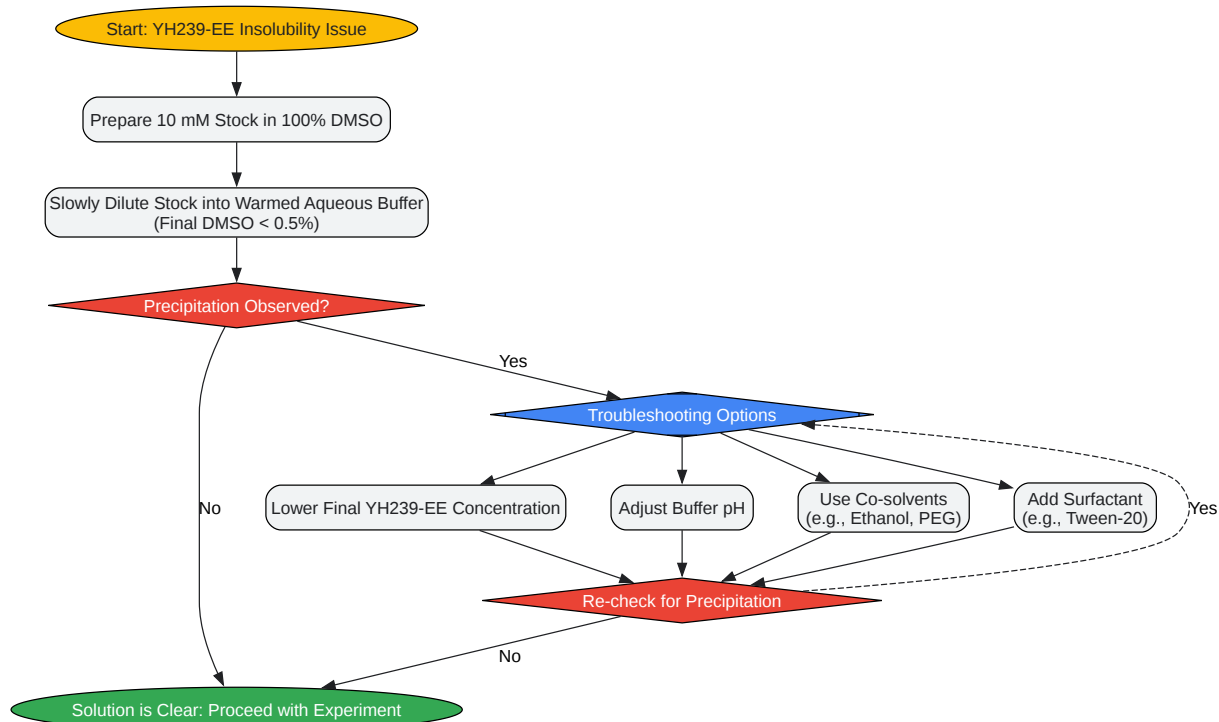 Start: YH239-EE Insolubility Issue
Prepare 10 mM Stock in 100% DMSO
Slowly Dilute Stock into Warmed Aqueous Buffer
(Final DMSO < 0.5%)
Precipitation Observed?
Yes
Troubleshooting Options
Lower Final YH239-EE Concentration
Adjust Buffer pH
Use Co-solvents
(e.g., Ethanol, PEG)
Add Surfactant
(e.g., Tween-20)
No
Yes
Re-check for Precipitation
No
Solution is Clear: Proceed with Experiment